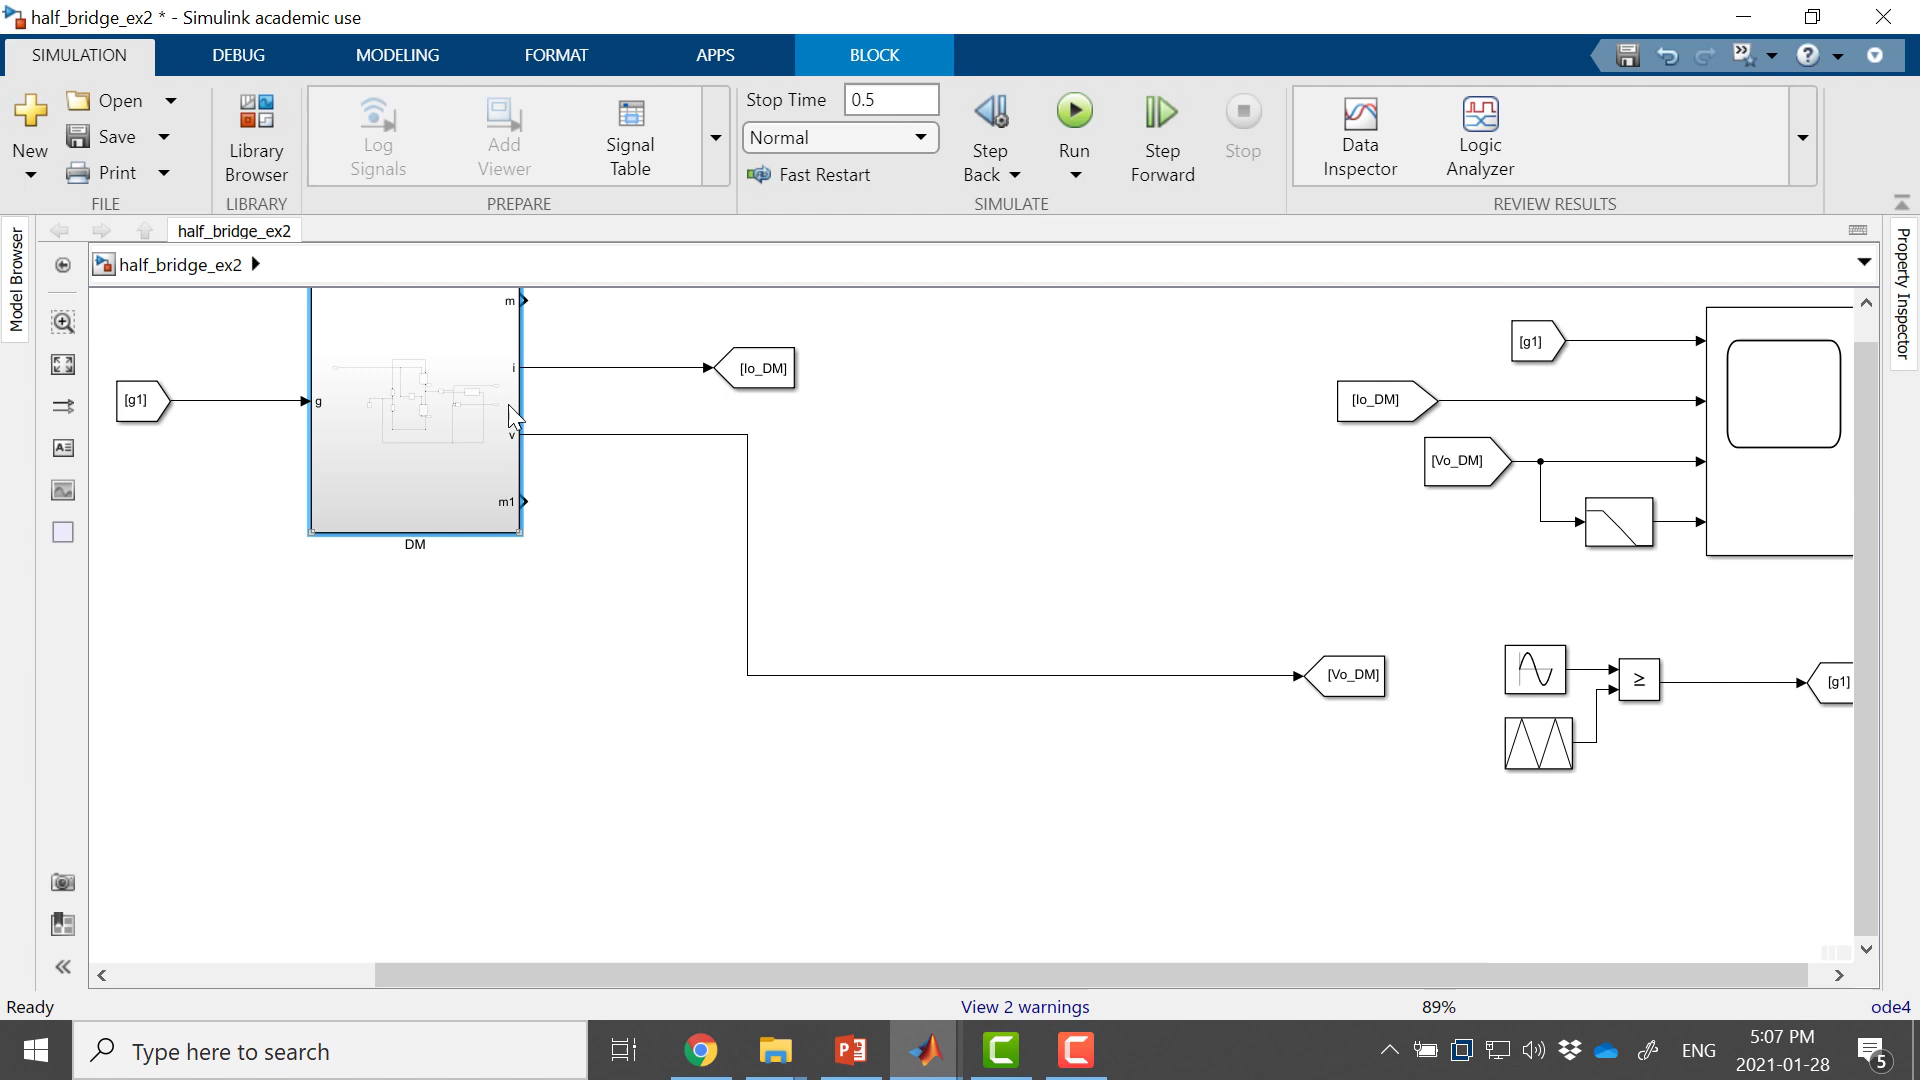 half_bridge_ex2 * - Simulink academic use
SIMULATION DEBUG MODELING FORMAT APPS BLOCK
New
Open
Save
Print
FILE
Library
Browser
LIBRARY
Log
Signals
Add
Viewer
Signal
Table
PREPARE
Stop Time 0.5
Normal
Fast Restart
Step
Back
Run
Step
Forward
Stop
SIMULATE
Data
Inspector
Logic
Analyzer
REVIEW RESULTS
Model Browser
half_bridge_ex2
half_bridge_ex2
Property Inspector
m
[g1]
i
[Io_DM]
[g1]
g
[Io_DM]
v
[Vo_DM]
m1
DM
[Vo_DM]
≥
[g1]
Ready
View 2 warnings
89%
ode4
Type here to search
ENG
5:07 PM
2021-01-28
5